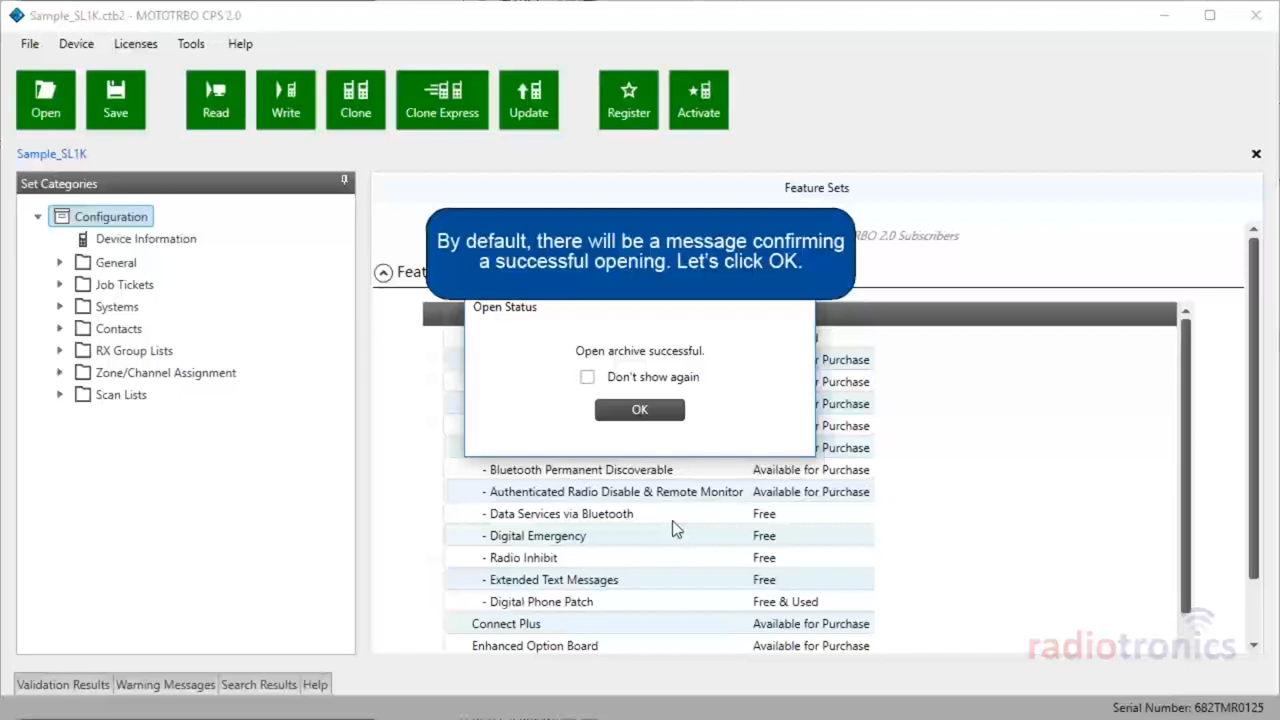 Sample_SL1K.ctb2 - MOTOTRBO CPS 2.0
File Device Licenses Tools Help
Open Save Read Write Clone Clone Express Update Register Activate
Sample_SL1K
Set Categories
Feature Sets
Configuration
Device Information
General
Job Tickets
Systems
Contacts
RX Group Lists
Zone/Channel Assignment
Scan Lists
By default, there will be a message confirming
a successful opening. Let's click OK.
2.0 Subscribers
Open Status
Open archive successful.
Don't show again
OK
Purchase
Purchase
Purchase
Purchase
Purchase
- Bluetooth Permanent Discoverable Available for Purchase
- Authenticated Radio Disable & Remote Monitor Available for Purchase
- Data Services via Bluetooth Free
- Digital Emergency Free
- Radio Inhibit Free
- Extended Text Messages Free
- Digital Phone Patch Free & Used
Connect Plus Available for Purchase
Enhanced Option Board Available for Purchase
radiotronics
Validation Results Warning Messages Search Results Help
Serial Number: 682TMR0125